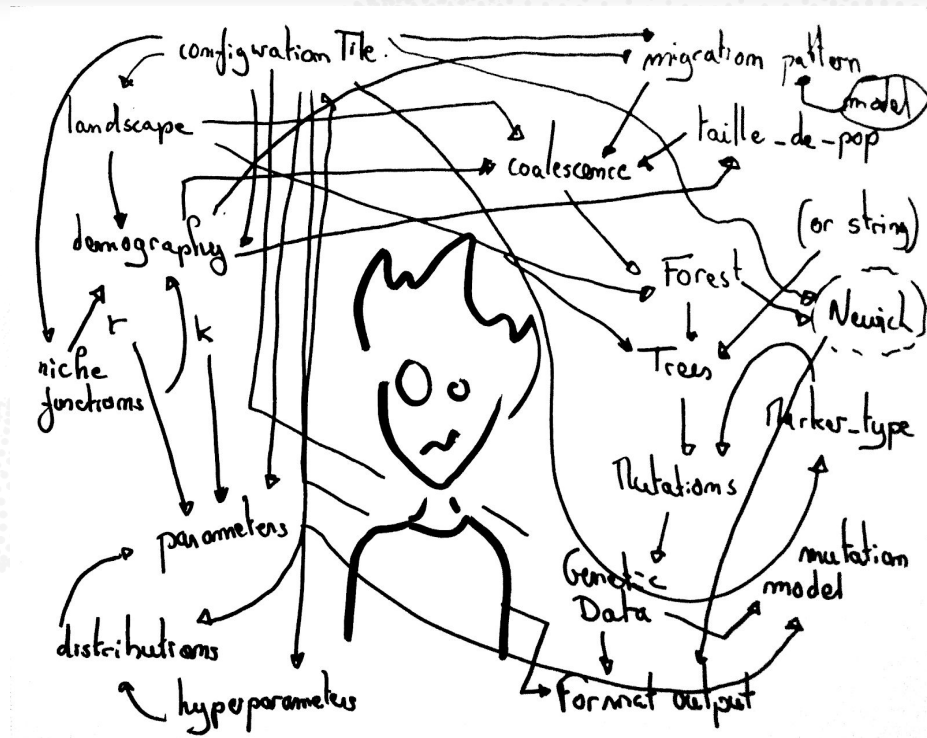 configuration File.
migration pattern
model
landscape
taille_de_pop
coalescence
demography
(or string)
Forest
Newick
r
k
Trees
niche
functions
Marker_type
Mutations
parameters
mutation
model
Genetic
Data
distributions
hyperparameters
Format output